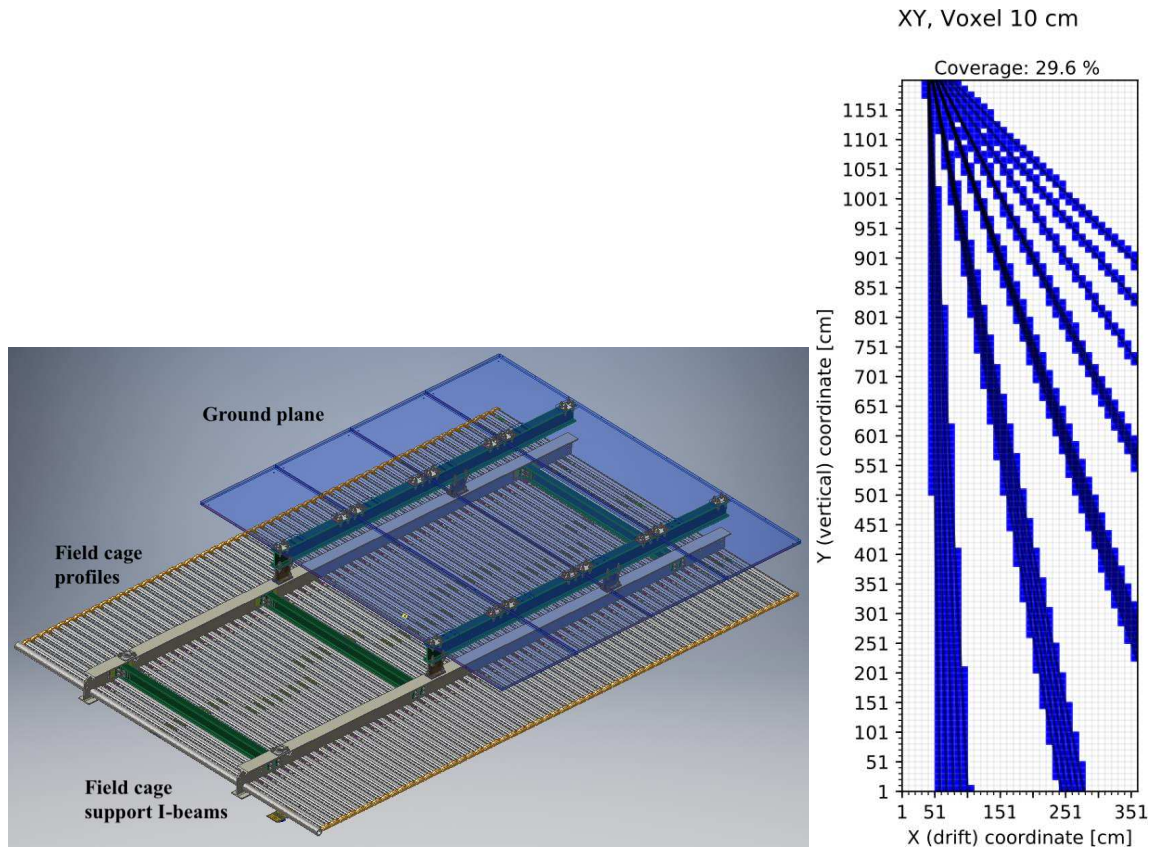 Ground plane
Field cage
profiles
Field cage
support I-beams
XY, Voxel 10 cm
Coverage: 29.6 %
Y (vertical) coordinate [cm]
1151
1101
1051
1001
951
901
851
801
751
701
651
601
551
501
451
401
351
301
251
201
151
101
51
1
1 51 151 251 351
X (drift) coordinate [cm]